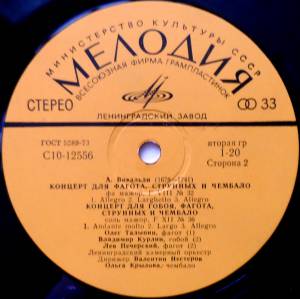 МИНИСТЕРСТВО КУЛЬТУРЫ СССР
МЕЛОДИЯ
ВСЕСОЮЗНАЯ ФИРМА ГРАМПЛАСТИНОК
СТЕРЕО
33
ЛЕНИНГРАДСКИЙ ЗАВОД
ГОСТ 5289-73
вторая гр
С10-12556
1-20
Сторона 2
А. Вивальди (1678-1741)
КОНЦЕРТ ДЛЯ ФАГОТА, СТРУННЫХ И ЧЕМБАЛО
фа мажор, F XII № 32
1. Allegro 2. Larghetto 3. Allegro
КОНЦЕРТ ДЛЯ ГОБОЯ, ФАГОТА,
СТРУННЫХ И ЧЕМБАЛО
соль мажор, F XII № 36
1. Andante molto 2. Largo 3. Allegro
Олег Талыпин, фагот (1)
Владимир Курлин, гобой (2)
Лев Печерский, фагот (2)
Ленинградский камерный оркестр
Дирижер Валентин Нестеров
Ольга Крылова, чембало